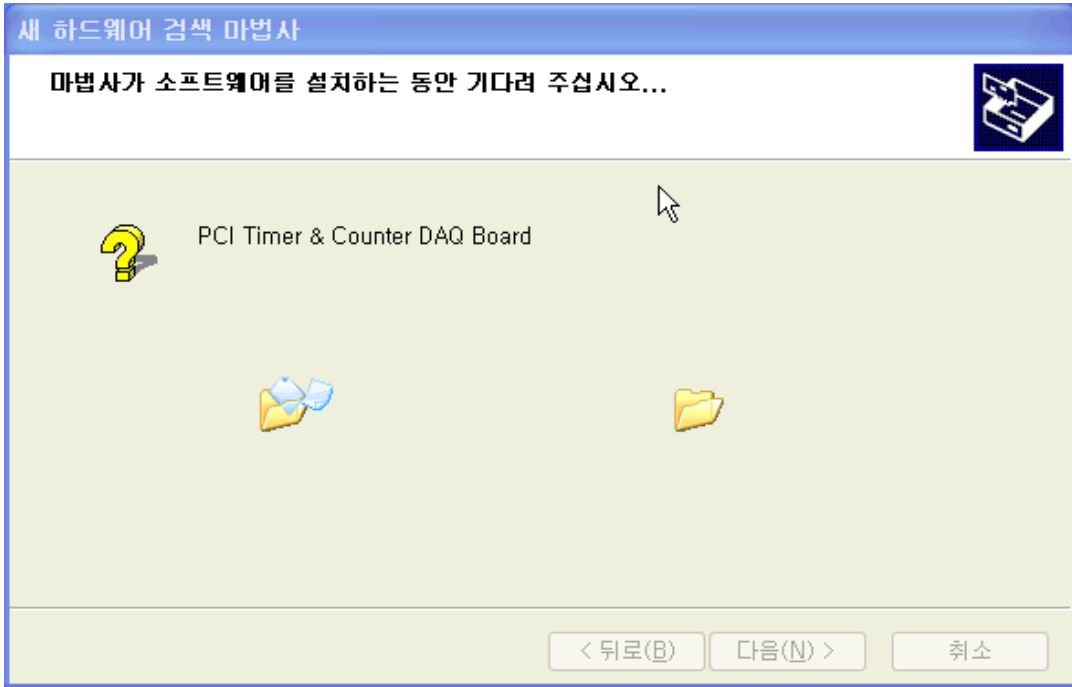 새 하드웨어 검색 마법사
마법사가 소프트웨어를 설치하는 동안 기다려 주십시오...
PCI Timer & Counter DAQ Board
< 뒤로(B) 다음(N) > 취소